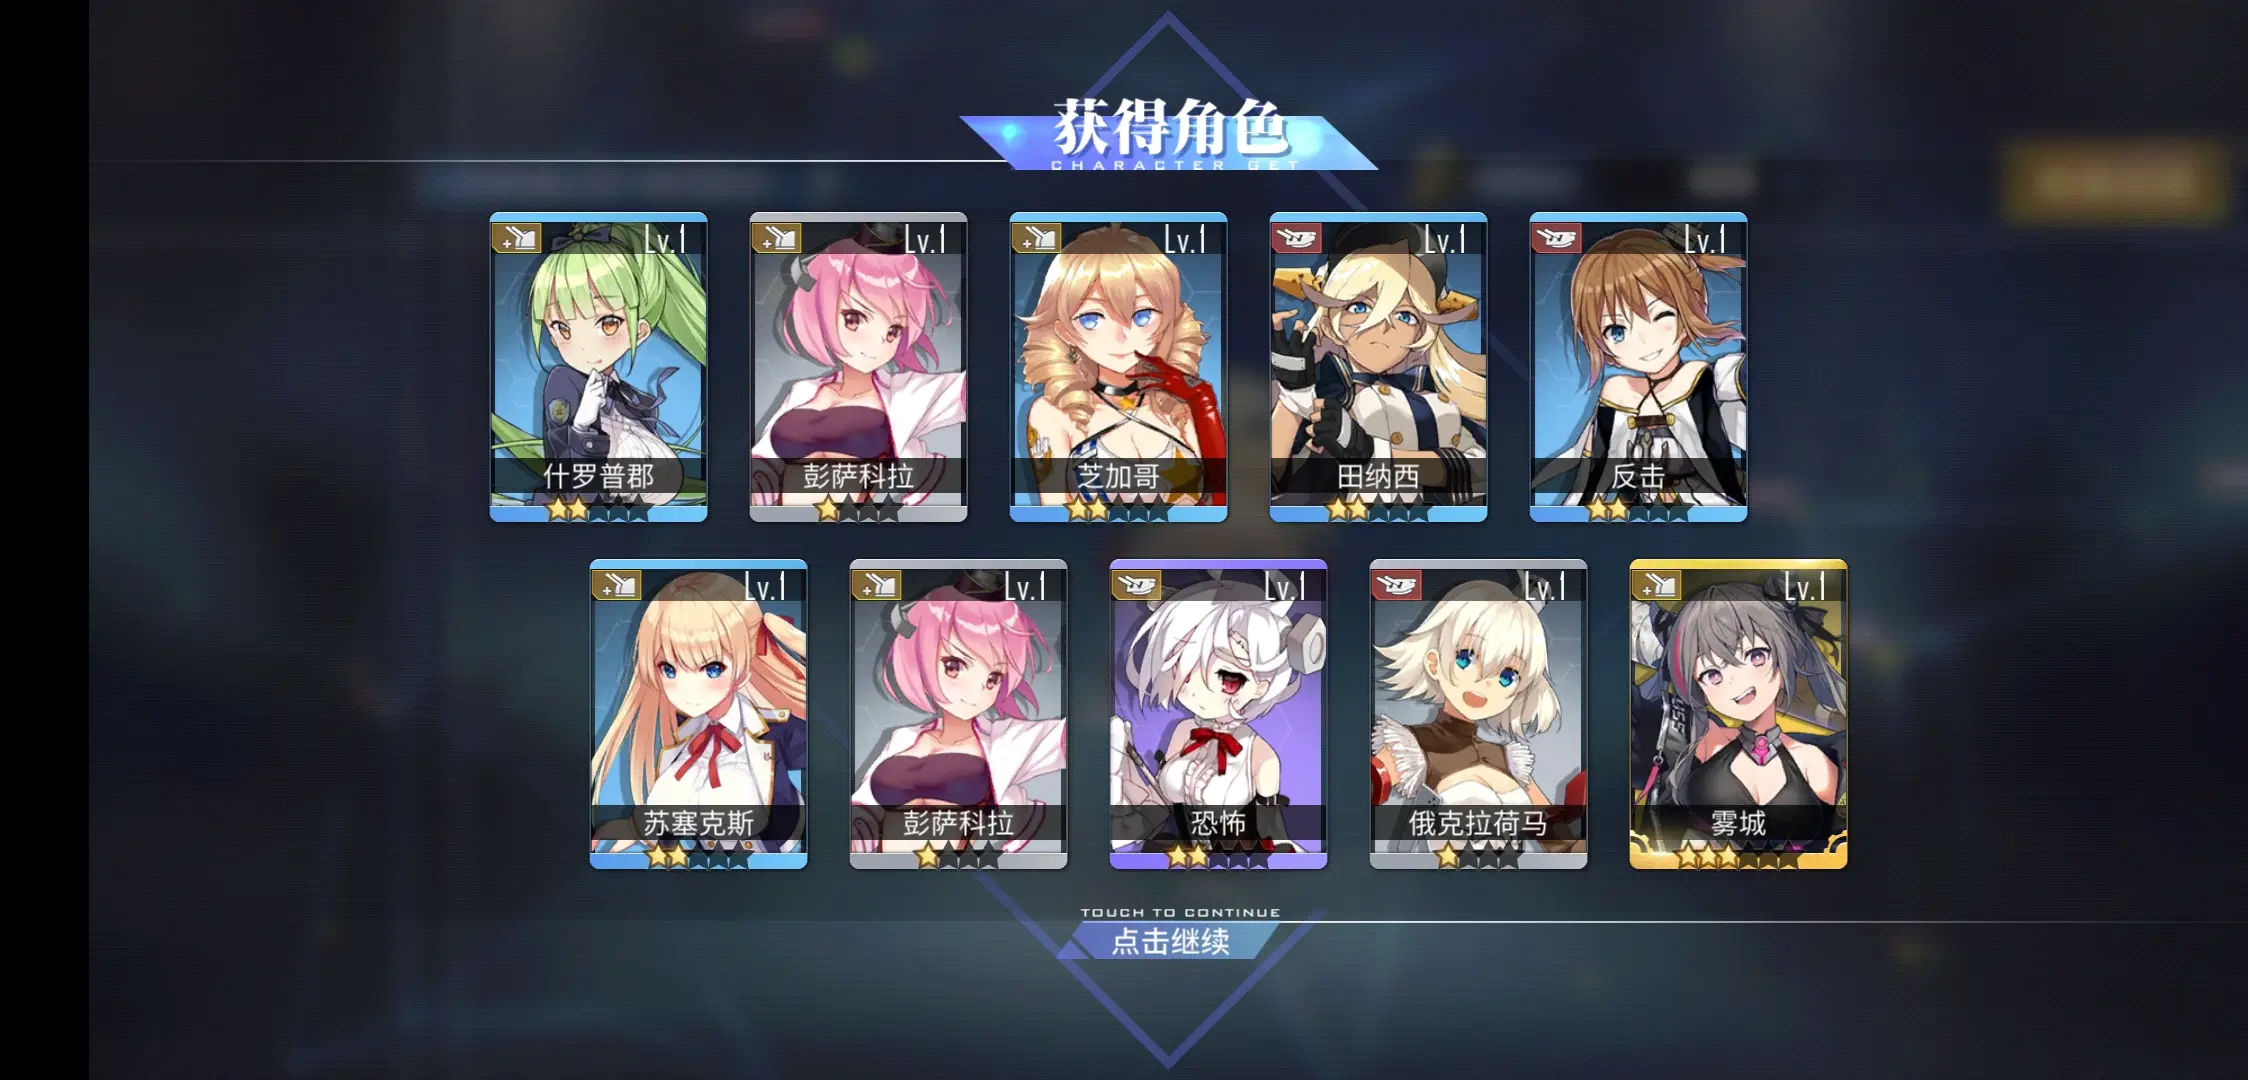 获得角色
CHARACTER GET
Lv.1 Lv.1 Lv.1 Lv.1 Lv.1
什罗普郡 彭萨科拉 芝加哥 田纳西 反击
Lv.1 Lv.1 Lv.1 Lv.1 Lv.1
苏塞克斯 彭萨科拉 恐怖 俄克拉荷马 雾城
TOUCH TO CONTINUE
点击继续